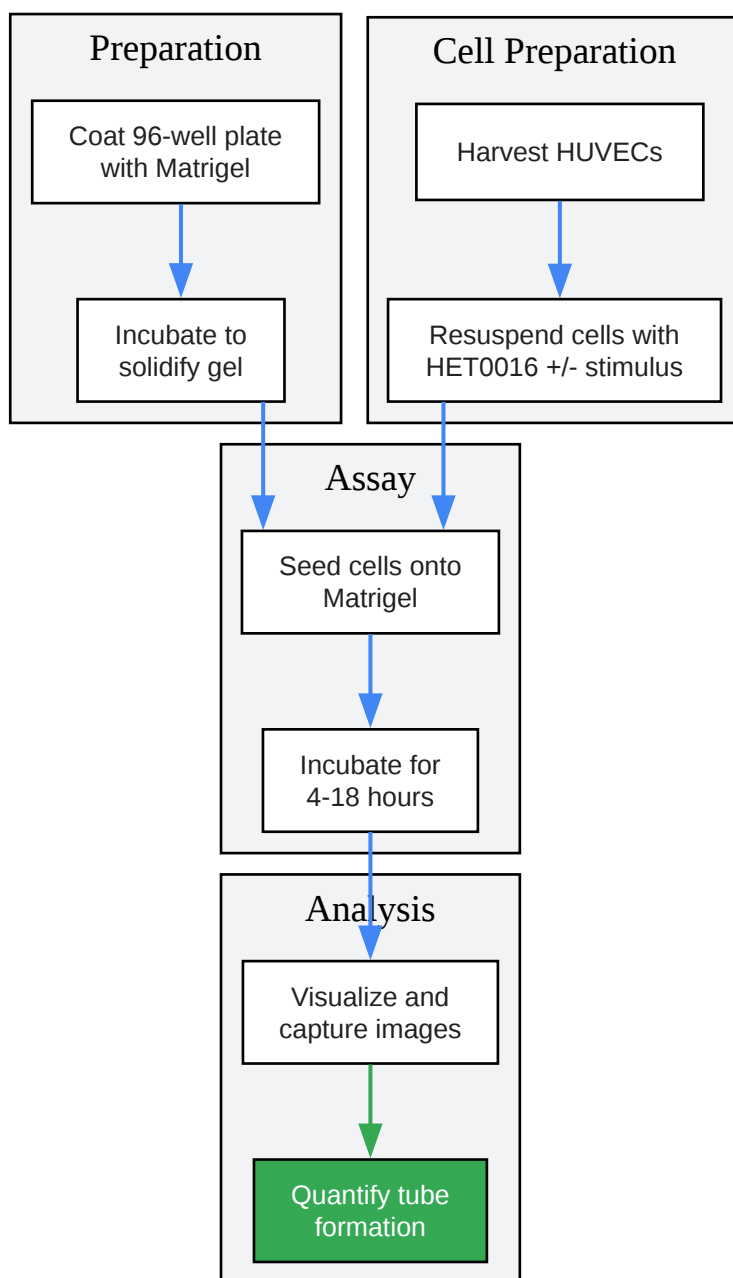 Preparation
Coat 96-well plate
with Matrigel
Incubate to
solidify gel
Cell Preparation
Harvest HUVECs
Resuspend cells with
HET0016 +/- stimulus
Assay
Seed cells onto
Matrigel
Incubate for
4-18 hours
Analysis
Visualize and
capture images
Quantify tube
formation